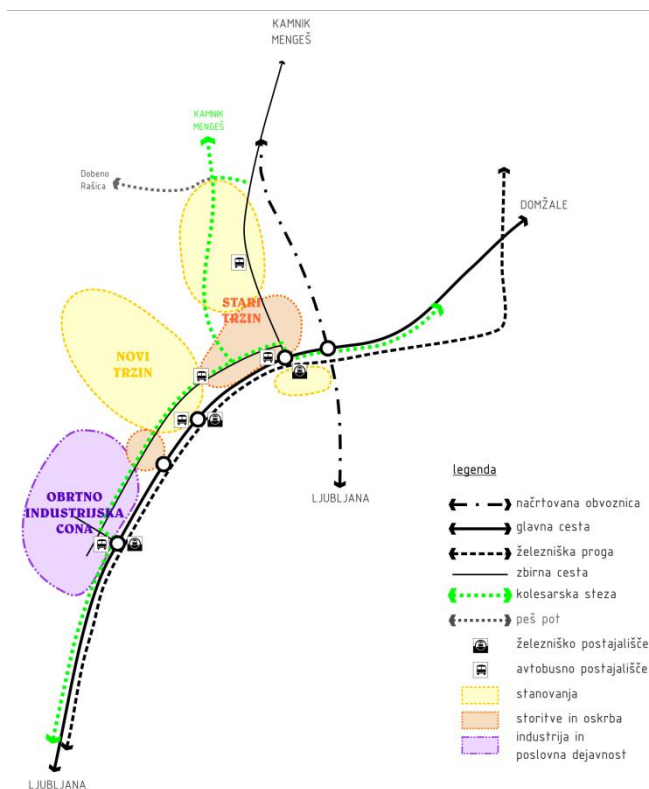 KAMNIK
MENGEŠ
KAMNIK
MENGEŠ
Dobeno
Rašica
DOMŽALE
STARI
TRZIN
NOVI
TRZIN
OBRTNO
INDUSTRIJSKA
CONA
LJUBLJANA
LJUBLJANA
legenda
načrtovana obvoznica
glavna cesta
železniška proga
zbirna cesta
kolesarska steza
peš pot
železniško postajališče
avtobusno postajališče
stanovanja
storitve in oskrba
industrija in
poslovna dejavnost